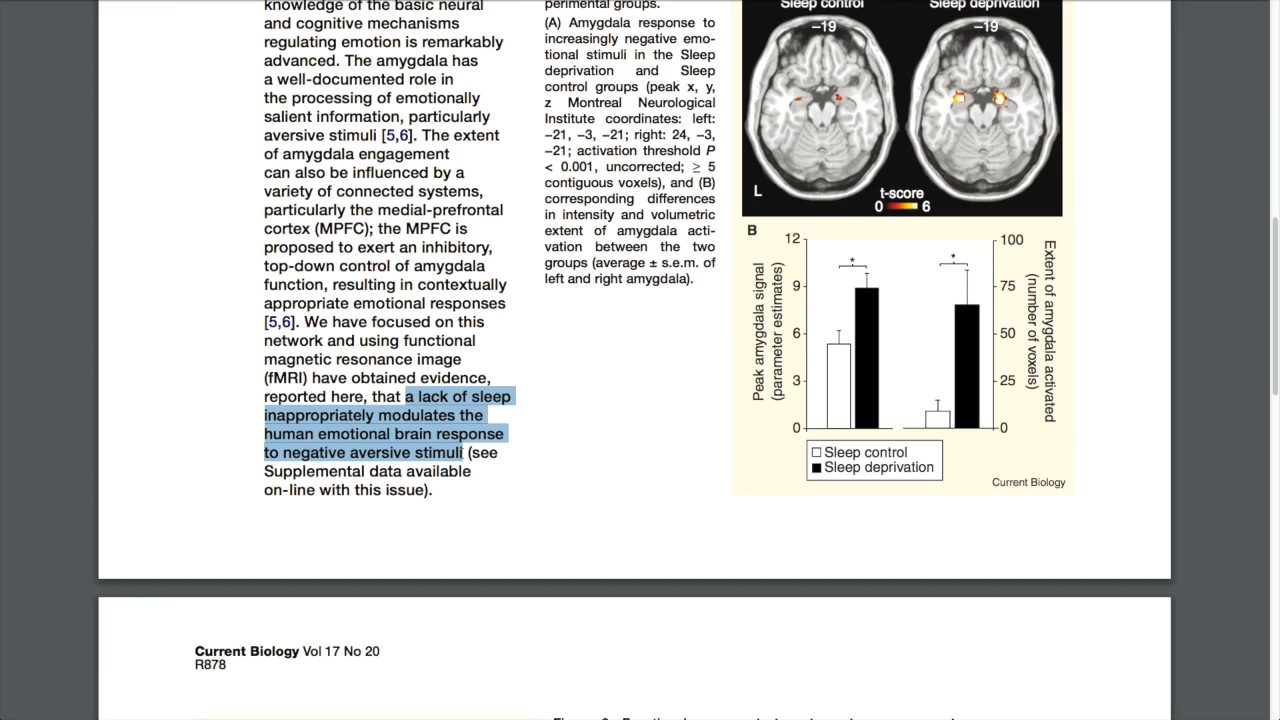 knowledge of the basic neural
and cognitive mechanisms
regulating emotion is remarkably
advanced. The amygdala has
a well-documented role in
the processing of emotionally
salient information, particularly
aversive stimuli [5,6]. The extent
of amygdala engagement
can also be influenced by a
variety of connected systems,
particularly the medial-prefrontal
cortex (MPFC); the MPFC is
proposed to exert an inhibitory,
top-down control of amygdala
function, resulting in contextually
appropriate emotional responses
[5,6]. We have focused on this
network and using functional
magnetic resonance image
(fMRI) have obtained evidence,
reported here, that a lack of sleep
inappropriately modulates the
human emotional brain response
to negative aversive stimuli (see
Supplemental data available
on-line with this issue).
perimental groups.
(A) Amygdala response to
increasingly negative emo-
tional stimuli in the Sleep
deprivation and Sleep
control groups (peak x, y,
z Montreal Neurological
Institute coordinates: left:
−21, −3, −21; right: 24, −3,
−21; activation threshold P
< 0.001, uncorrected; ≥ 5
contiguous voxels), and (B)
corresponding differences
in intensity and volumetric
extent of amygdala acti-
vation between the two
groups (average ± s.e.m. of
left and right amygdala).
Sleep control
Sleep deprivation
−19
−19
L
t-score
0 6
B
Peak amygdala signal
(parameter estimates)
12
9
6
3
0
*
*
100
75
50
25
0
Extent of amygdala activated
(number of voxels)
Sleep control
Sleep deprivation
Current Biology
Current Biology Vol 17 No 20
R878